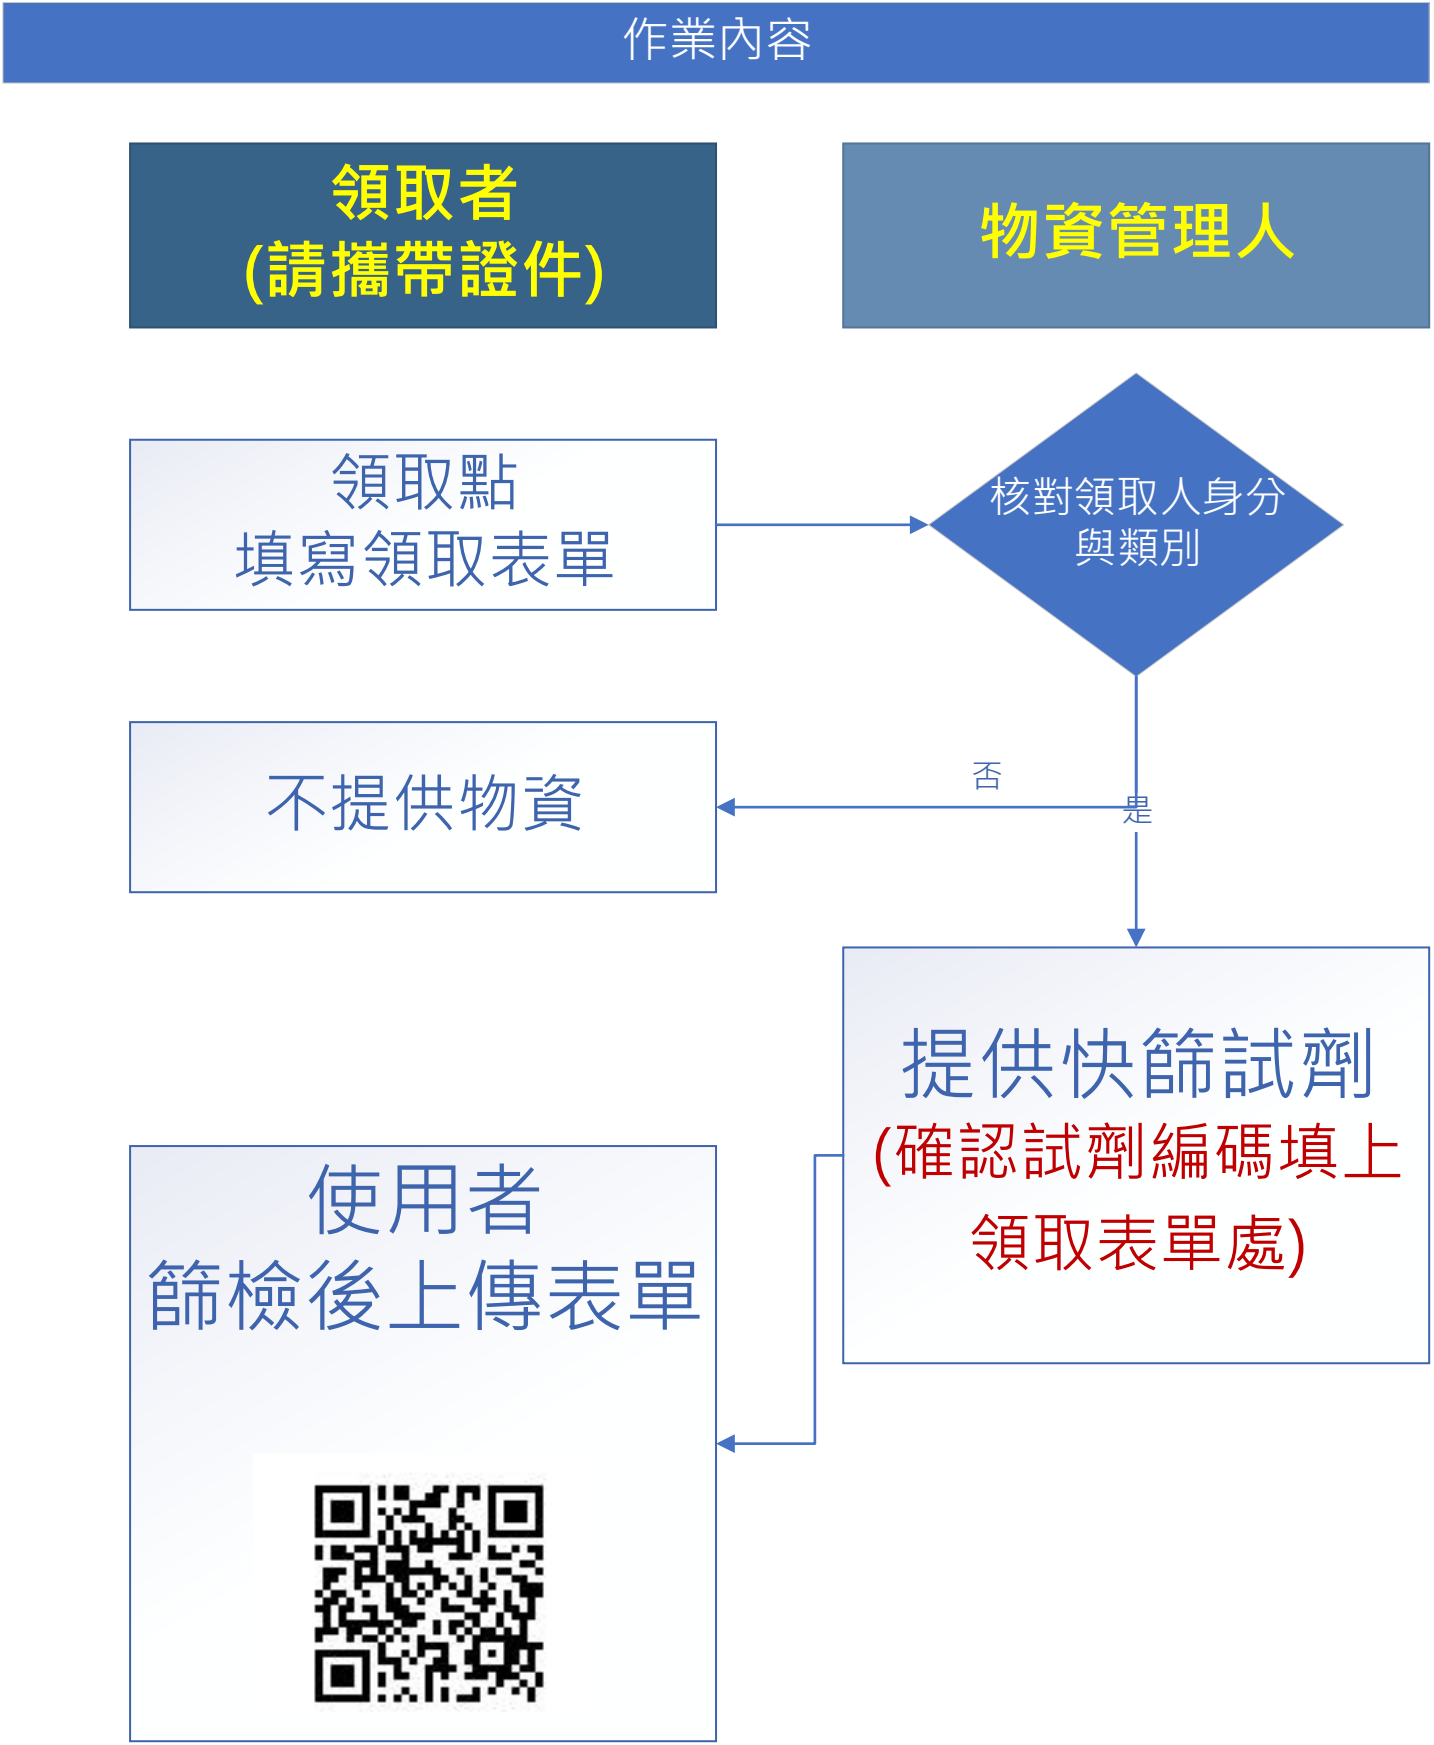 作業內容
領取者
(請攜帶證件)
物資管理人
領取點
填寫領取表單
核對領取人身分
與類別
不提供物資
否
是
提供快篩試劑
(確認試劑編碼填上
領取表單處)
使用者
篩檢後上傳表單